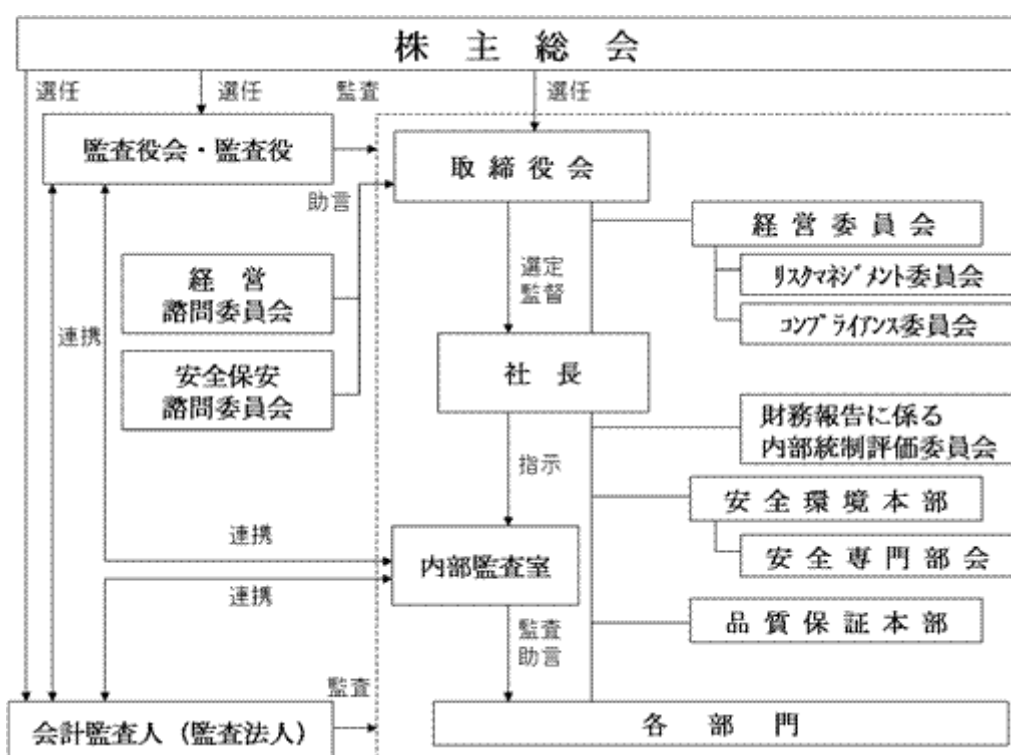 株主総会
選任
選任
監査
選任
監査役会・監査役
取締役会
助言
経営委員会
リスクマネジメント委員会
コンプライアンス委員会
経営
諮問委員会
選定
監督
連携
安全保安
諮問委員会
社長
財務報告に係る
内部統制評価委員会
指示
安全環境本部
安全専門部会
連携
内部監査室
連携
品質保証本部
監査
助言
監査
会計監査人（監査法人）
各部門